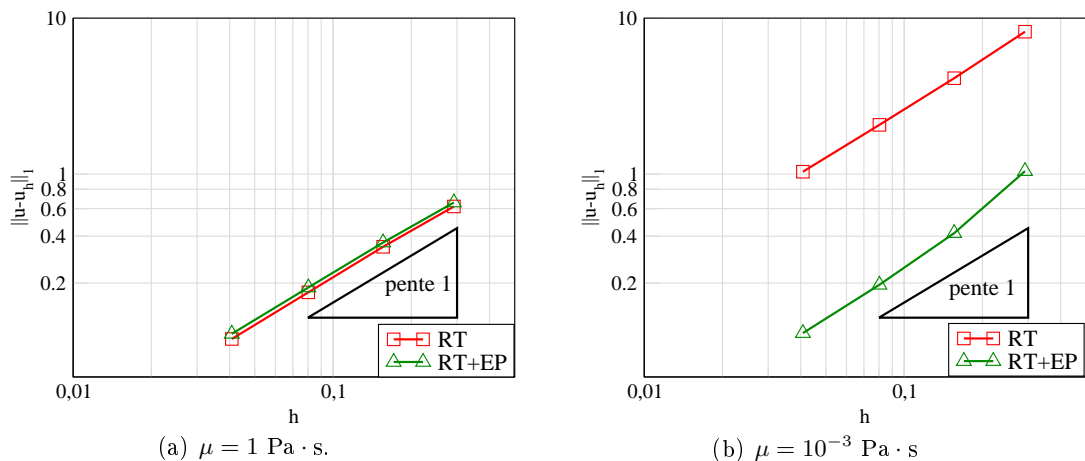 10
1
0.8
0.6
0.4
0.2
||u-u_h||_1
pente 1
RT
RT+EP
0,01
0,1
h
(a) μ = 1 Pa · s.
10
1
0.8
0.6
0.4
0.2
||u-u_h||_1
pente 1
RT
RT+EP
0,01
0,1
h
(b) μ = 10⁻³ Pa · s